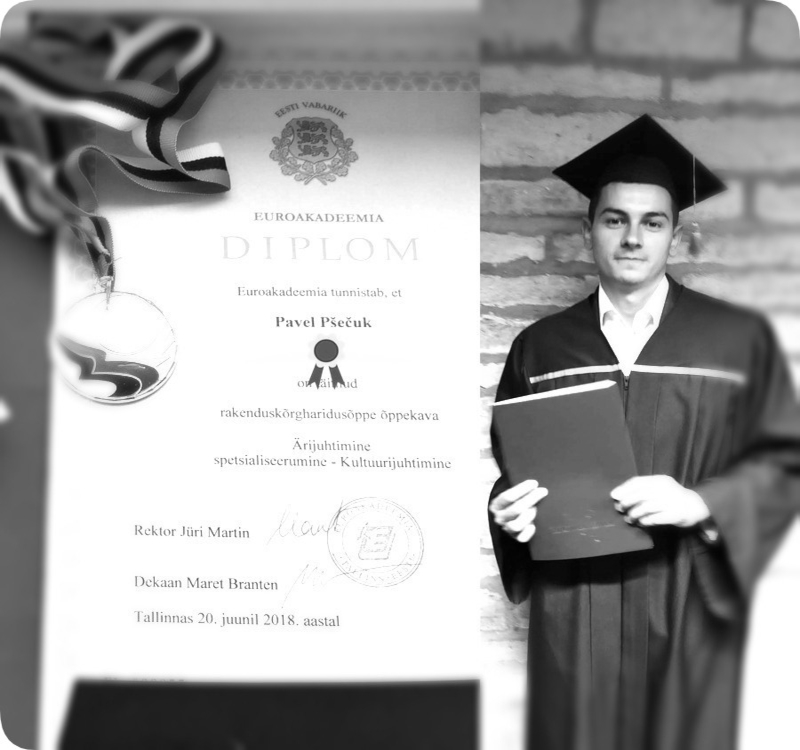 EESTI VABARIIK
EUROAKADEEMIA
DIPLOM
Euroakadeemia tunnistab, et
Pavel Pšečuk
on
rakenduskõrgharidusõppe õppekava
Ärijuhtimine
spetsialiseerumine - Kultuurijuhtimine
Rektor Jüri Martin
Dekaan Maret Branten
Tallinnas 20. juunil 2018. aastal